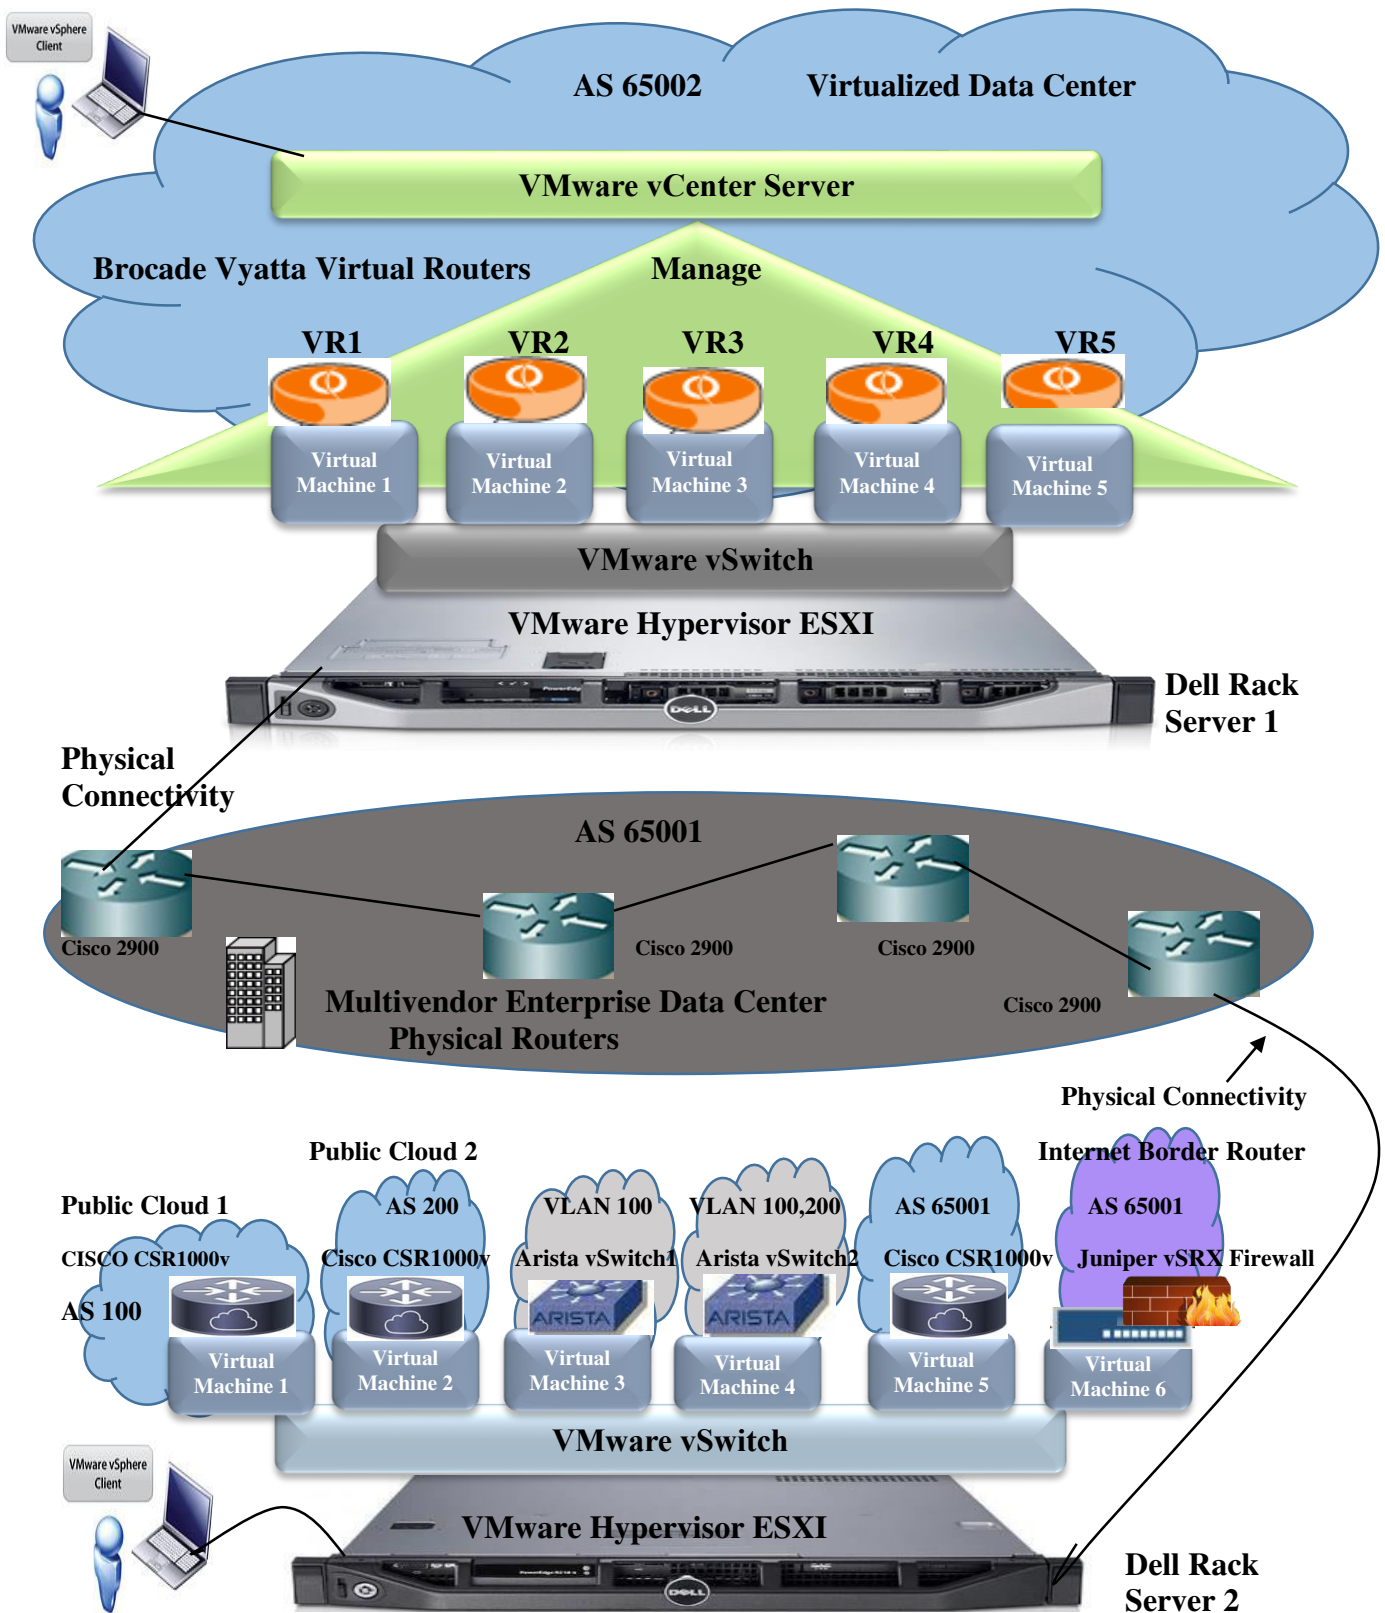 VMware vSphere
Client
AS 65002 Virtualized Data Center
VMware vCenter Server
Brocade Vyatta Virtual Routers Manage
VR1 VR2 VR3 VR4 VR5
Virtual
Machine 1
Virtual
Machine 2
Virtual
Machine 3
Virtual
Machine 4
Virtual
Machine 5
VMware vSwitch
VMware Hypervisor ESXI
DELL
Dell Rack
Server 1
Physical
Connectivity
AS 65001
Cisco 2900
Cisco 2900
Cisco 2900
Cisco 2900
Multivendor Enterprise Data Center
Physical Routers
Physical Connectivity
Public Cloud 2
Internet Border Router
Public Cloud 1
AS 200
VLAN 100
VLAN 100,200
AS 65001
AS 65001
CISCO CSR1000v
Cisco CSR1000v
Arista vSwitch1
Arista vSwitch2
Cisco CSR1000v
Juniper vSRX Firewall
AS 100
ARISTA
ARISTA
Virtual
Machine 1
Virtual
Machine 2
Virtual
Machine 3
Virtual
Machine 4
Virtual
Machine 5
Virtual
Machine 6
VMware vSwitch
VMware vSphere
Client
VMware Hypervisor ESXI
DELL
Dell Rack
Server 2